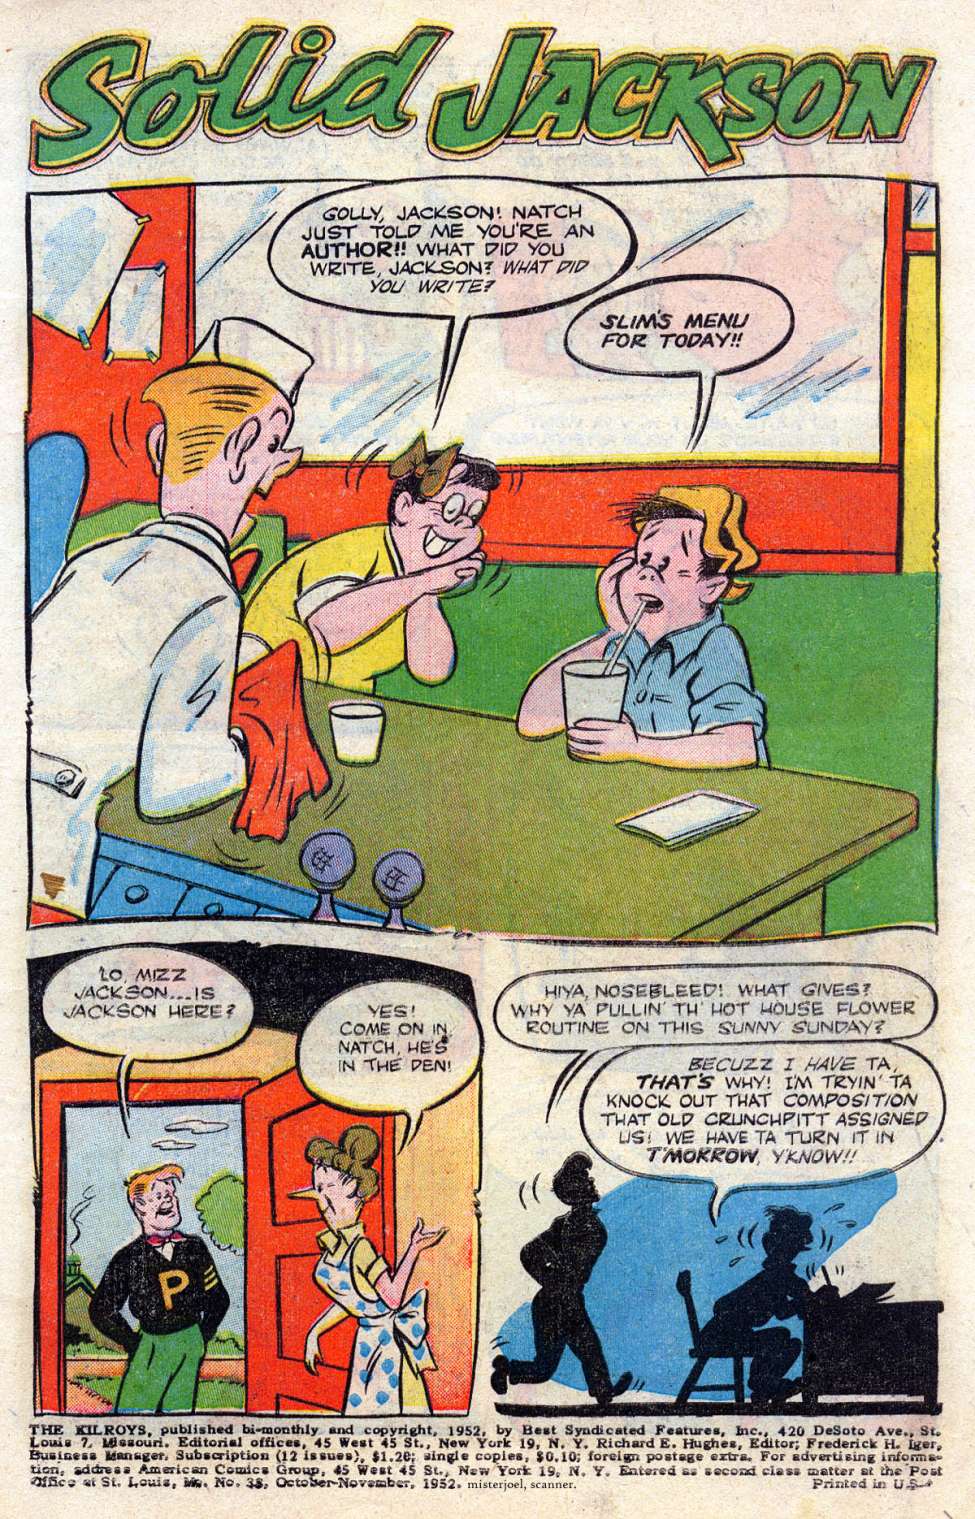 Solid JACKSON
GOLLY, JACKSON! NATCH
JUST TOLD ME YOU'RE AN
AUTHOR!! WHAT DID YOU
WRITE, JACKSON? WHAT DID
YOU WRITE?
SLIM'S MENU
FOR TODAY!!
'LO, MIZZ
JACKSON...IS
JACKSON HERE?
YES!
COME ON IN,
NATCH, HE'S
IN THE DEN!
P
HIYA, NOSEBLEED! WHAT GIVES?
WHY YA PULLIN' TH' HOT HOUSE FLOWER
ROUTINE ON THIS SUNNY SUNDAY?
BECUZZ I HAVE TA,
THAT'S WHY! I'M TRYIN' TA
KNOCK OUT THAT COMPOSITION
THAT OLD CRUNCHPITT ASSIGNED
US! WE HAVE TA TURN IT IN
T'MORROW, Y'KNOW!!
THE KILROYS, published bi-monthly and copyright, 1952, by Best Syndicated Features, Inc., 420 DeSoto Ave., St.
Louis 7, Missouri. Editorial offices, 45 West 45 St., New York 19, N. Y. Richard E. Hughes, Editor; Frederick H. Iger,
Business Manager. Subscription (12 issues), $1.20; single copies, $0.10; foreign postage extra. For advertising informa-
tion, address American Comics Group, 45 West 45 St., New York 19, N. Y. Entered as second class matter at the Post
Office at St. Louis, Mo. No. 38, October-November, 1952. misterjoel, scanner. Printed in U.S.